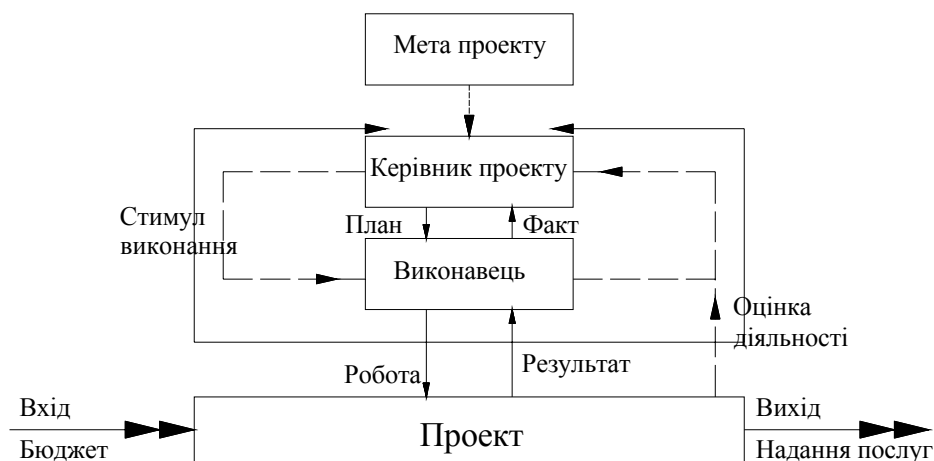 Мета проекту
Керівник проекту
Стимул
виконання
План
Факт
Виконавець
Оцінка
діяльності
Робота
Результат
Вхід
Бюджет
Проект
Вихід
Надання послуг